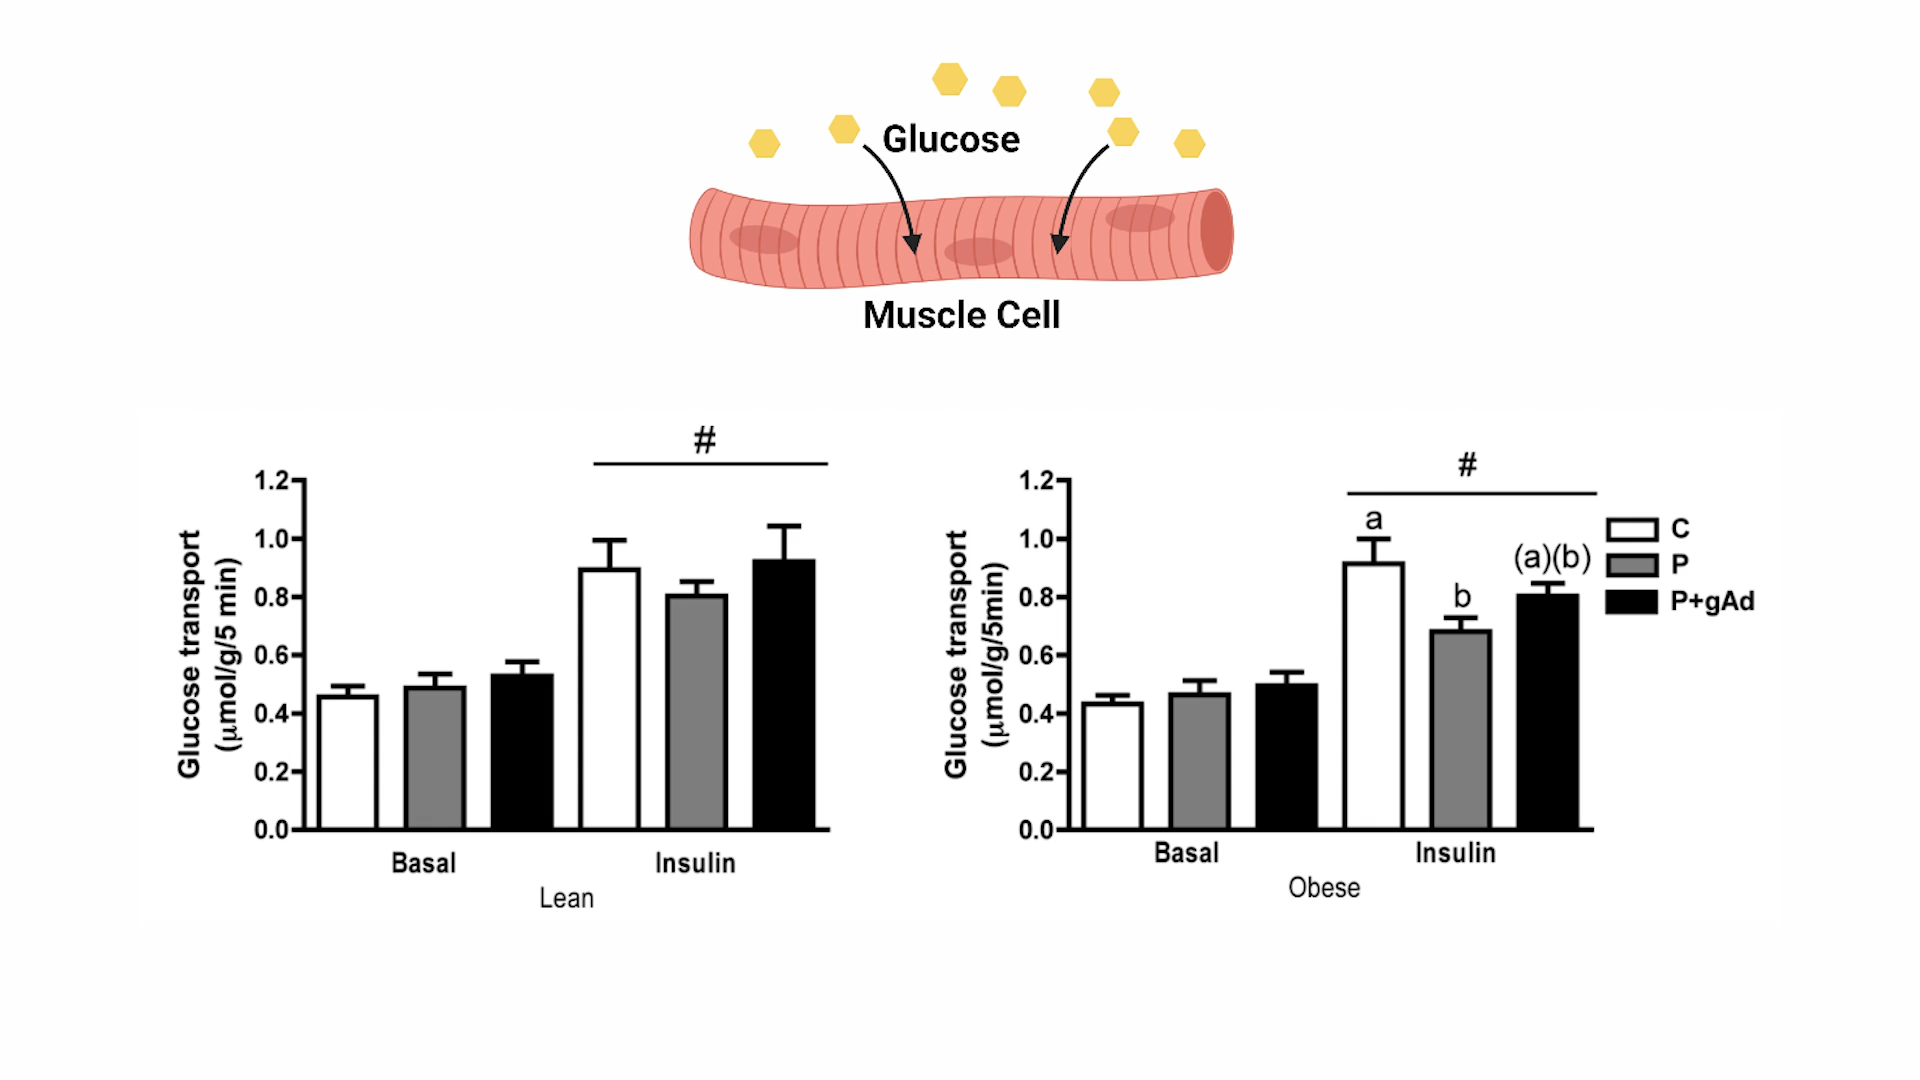 Glucose
Muscle Cell
#
1.2
1.0
0.8
0.6
0.4
0.2
0.0
Glucose transport
(μmol/g/5 min)
Basal
Insulin
Lean
#
1.2
1.0
0.8
0.6
0.4
0.2
0.0
Glucose transport
(μmol/g/5min)
a
b
(a)(b)
Basal
Insulin
Obese
C
P
P+gAd